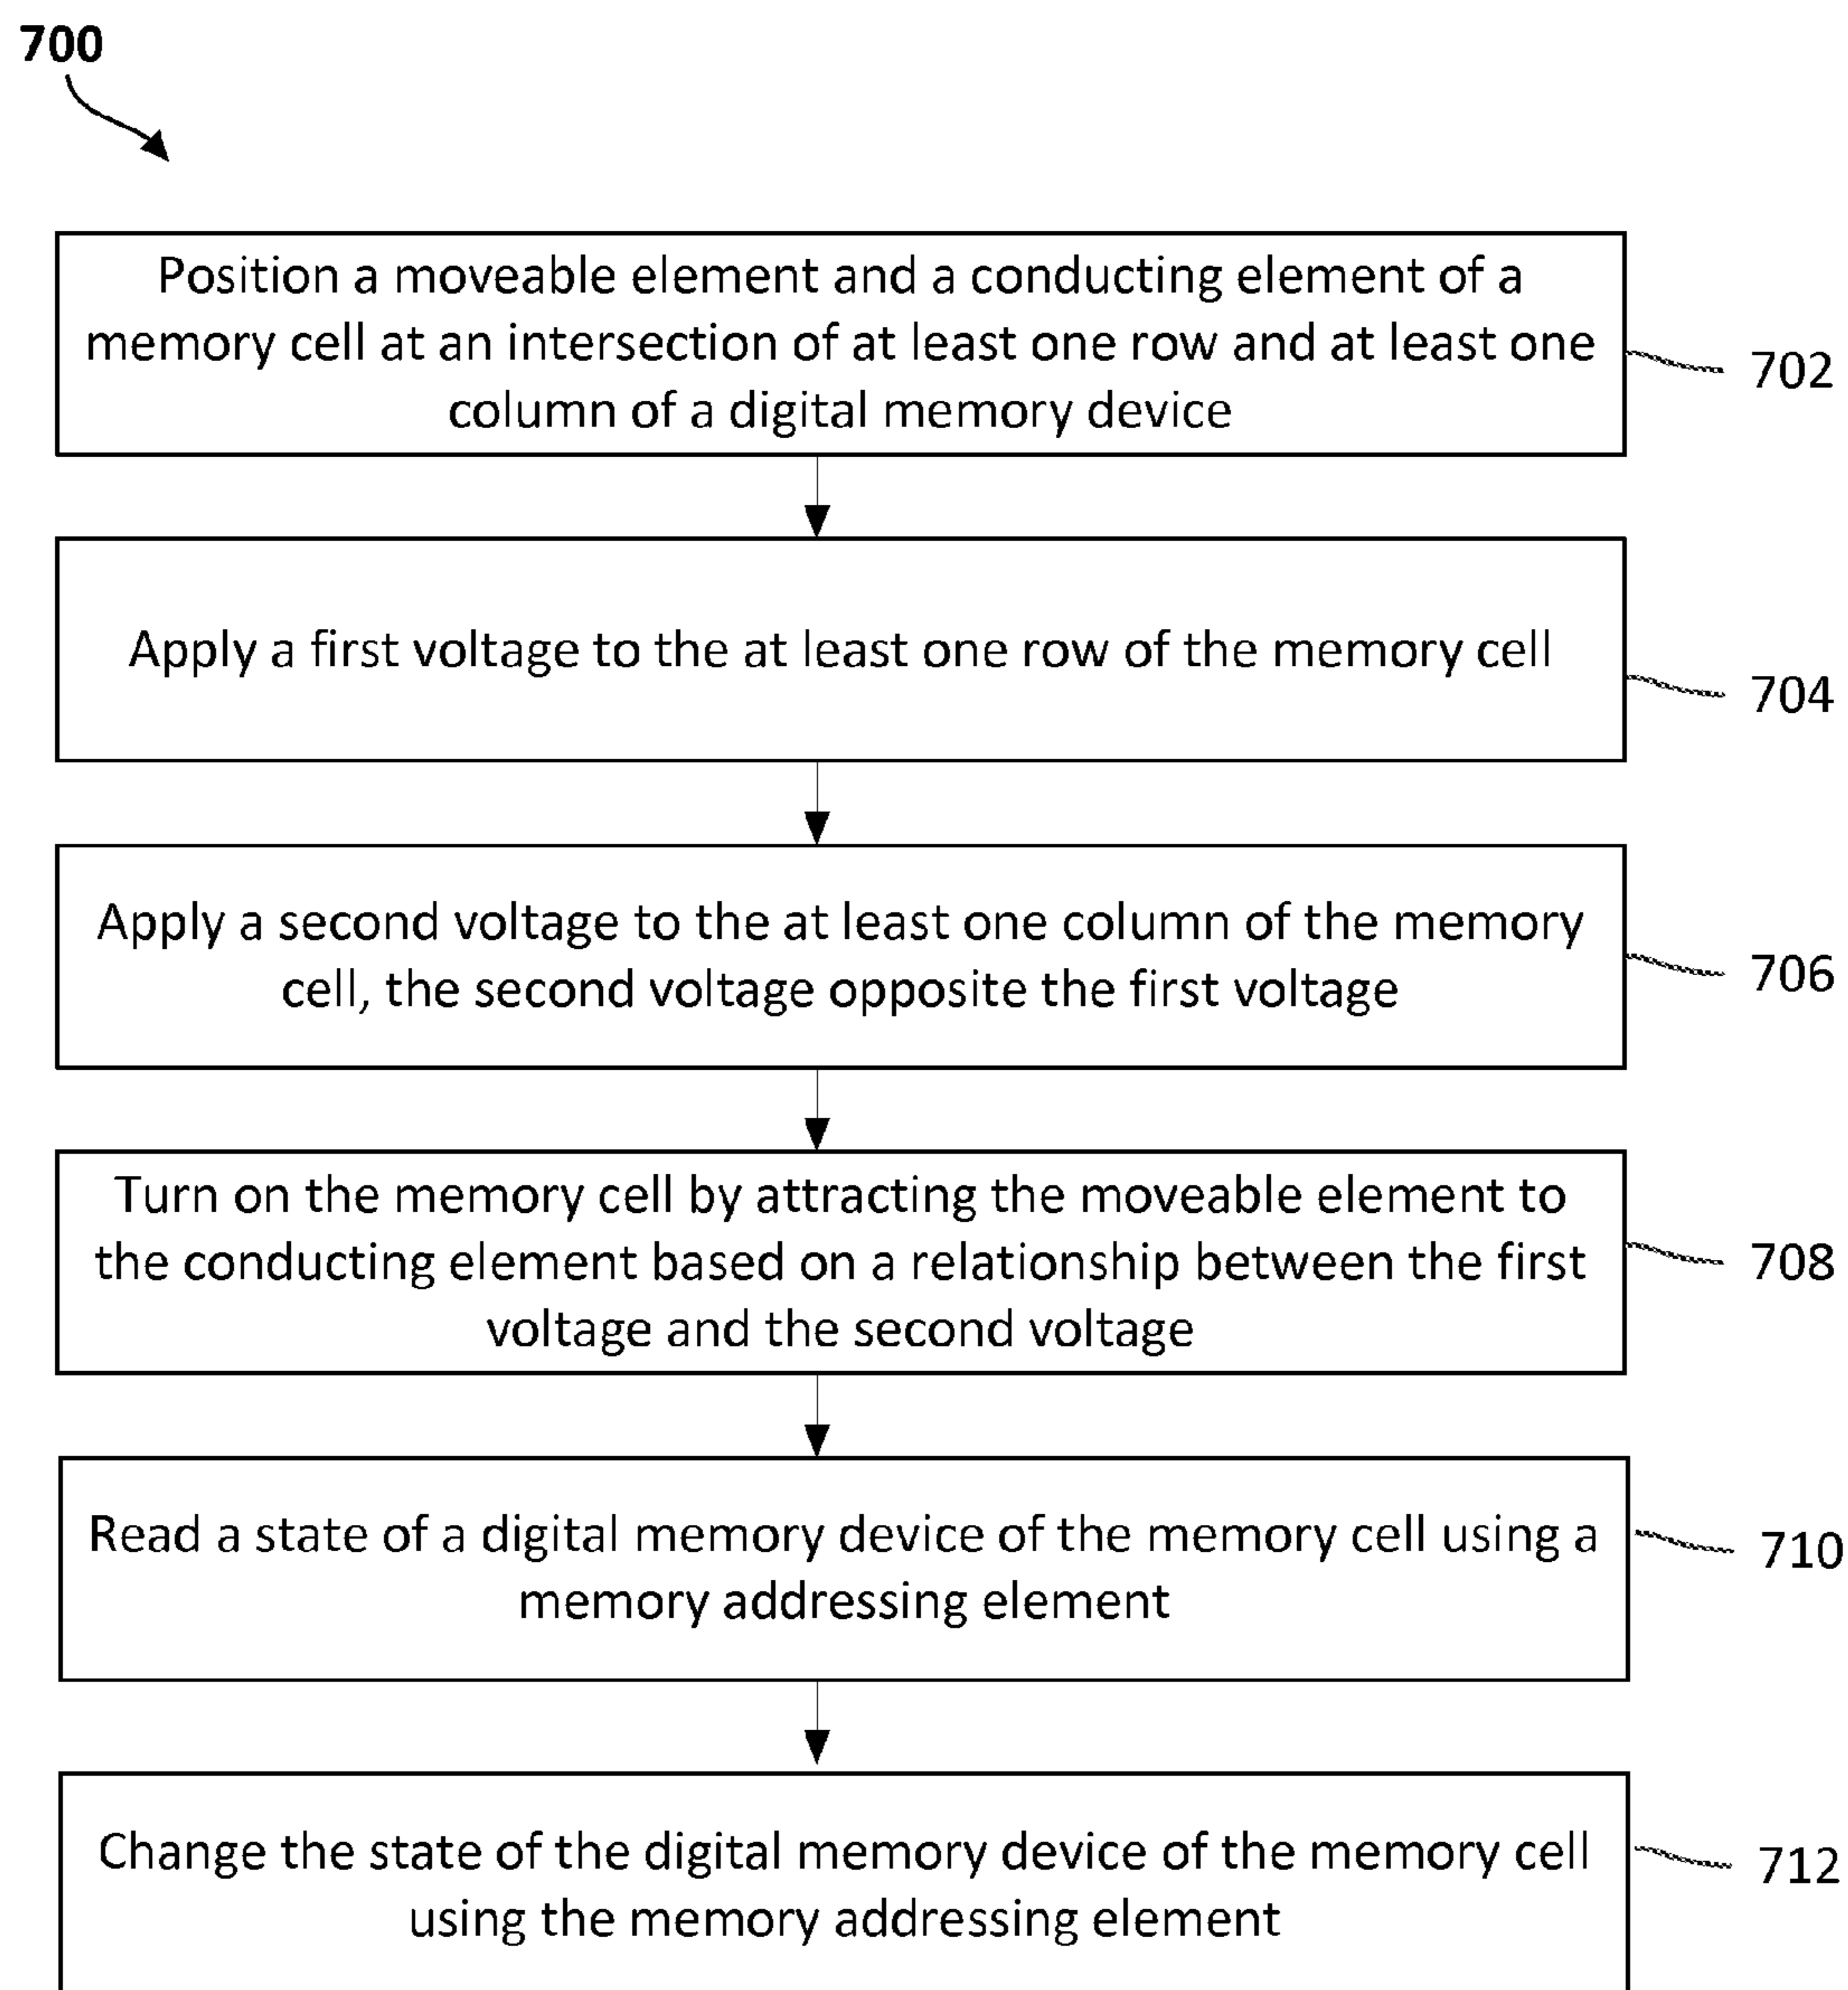 700
Position a moveable element and a conducting element of a
memory cell at an intersection of at least one row and at least one
column of a digital memory device
702
Apply a first voltage to the at least one row of the memory cell
704
Apply a second voltage to the at least one column of the memory
cell, the second voltage opposite the first voltage
706
Turn on the memory cell by attracting the moveable element to
the conducting element based on a relationship between the first
voltage and the second voltage
708
Read a state of a digital memory device of the memory cell using a
memory addressing element
710
Change the state of the digital memory device of the memory cell
using the memory addressing element
712